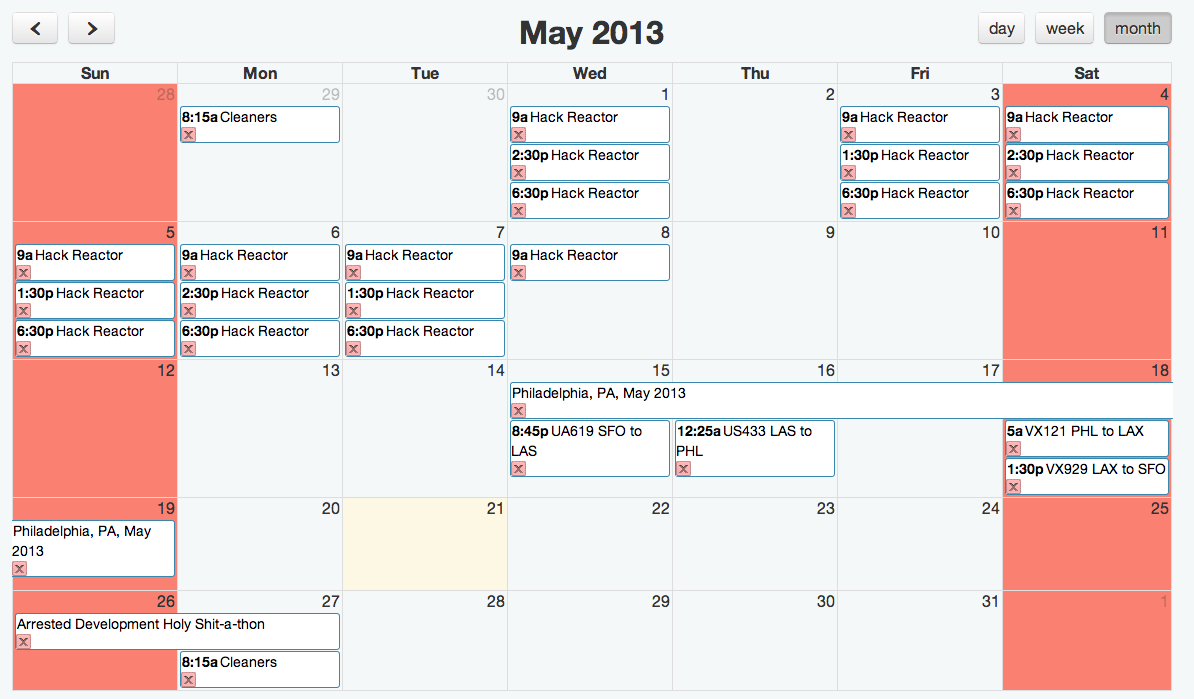 < > May 2013 day week month
Sun Mon Tue Wed Thu Fri Sat
28 29 30 1 2 3 4
8:15a Cleaners
x
9a Hack Reactor
x
2:30p Hack Reactor
x
6:30p Hack Reactor
x
9a Hack Reactor
x
1:30p Hack Reactor
x
6:30p Hack Reactor
x
9a Hack Reactor
x
2:30p Hack Reactor
x
6:30p Hack Reactor
x
5 6 7 8 9 10 11
9a Hack Reactor
x
1:30p Hack Reactor
x
6:30p Hack Reactor
x
9a Hack Reactor
x
2:30p Hack Reactor
x
6:30p Hack Reactor
x
9a Hack Reactor
x
1:30p Hack Reactor
x
6:30p Hack Reactor
x
9a Hack Reactor
x
12 13 14 15 16 17 18
Philadelphia, PA, May 2013
x
8:45p UA619 SFO to
LAS
x
12:25a US433 LAS to
PHL
x
5a VX121 PHL to LAX
x
1:30p VX929 LAX to SFO
x
19 20 21 22 23 24 25
Philadelphia, PA, May
2013
x
26 27 28 29 30 31 1
Arrested Development Holy Shit-a-thon
x
8:15a Cleaners
x